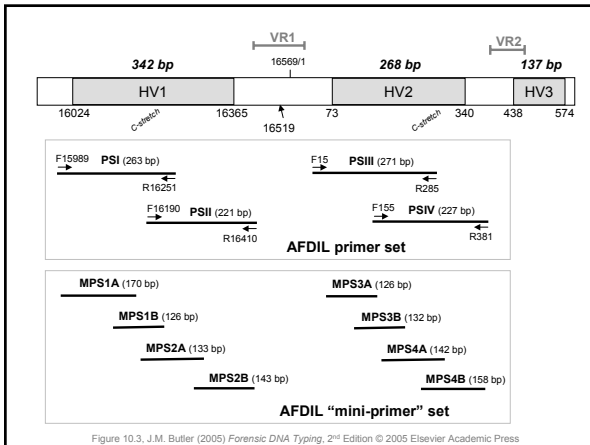 VR1
VR2
342 bp
16569/1
268 bp
137 bp
HV1
HV2
HV3
16024
C-stretch
16365
16519
73
C-stretch
340
438
574
F15989
PSI (263 bp)
R16251
F15
PSIII (271 bp)
R285
F16190
PSII (221 bp)
R16410
F155
PSIV (227 bp)
R381
AFDIL primer set
MPS1A (170 bp)
MPS3A (126 bp)
MPS1B (126 bp)
MPS3B (132 bp)
MPS2A (133 bp)
MPS4A (142 bp)
MPS2B (143 bp)
MPS4B (158 bp)
AFDIL “mini-primer” set
Figure 10.3, J.M. Butler (2005) Forensic DNA Typing, 2nd Edition © 2005 Elsevier Academic Press